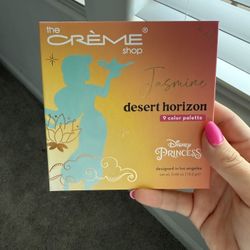 the
CRÈME®
shop
Jasmine
desert horizon
9 color palette
Disney
PRINCESS
designed in los angeles